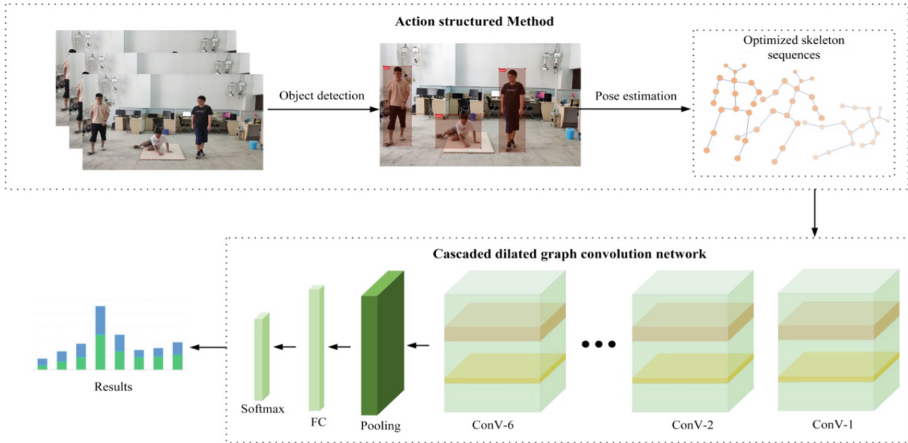 Action structured Method
Object detection
Pose estimation
Optimized skeleton
sequences
Cascaded dilated graph convolution network
Results
Softmax
FC
Pooling
ConV-6
ConV-2
ConV-1